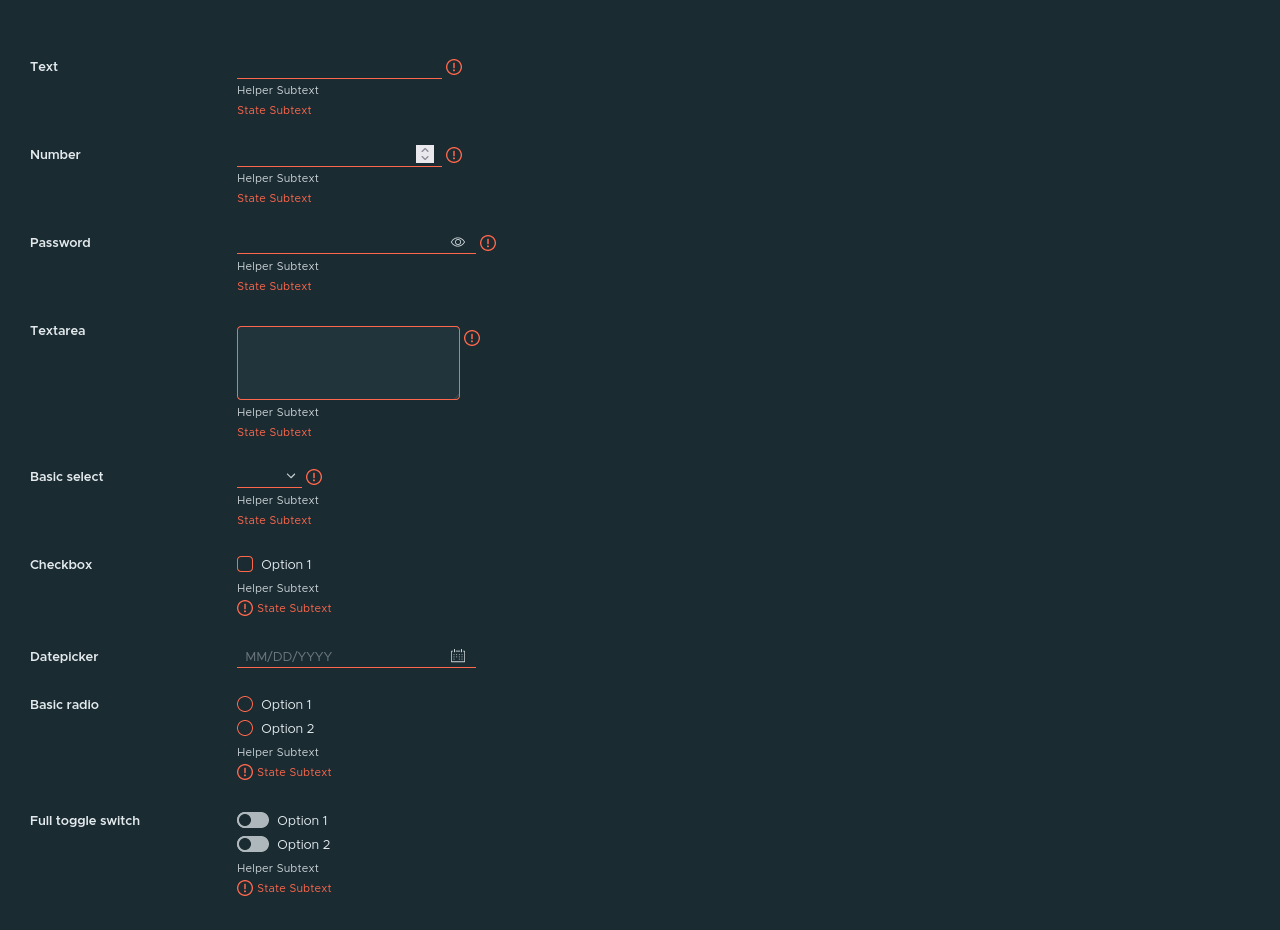 Text
Helper Subtext
State Subtext
Number
Helper Subtext
State Subtext
Password
Helper Subtext
State Subtext
Textarea
Helper Subtext
State Subtext
Basic select
Helper Subtext
State Subtext
Checkbox Option 1
Helper Subtext
State Subtext
Datepicker MM/DD/YYYY
Basic radio Option 1
Option 2
Helper Subtext
State Subtext
Full toggle switch Option 1
Option 2
Helper Subtext
State Subtext